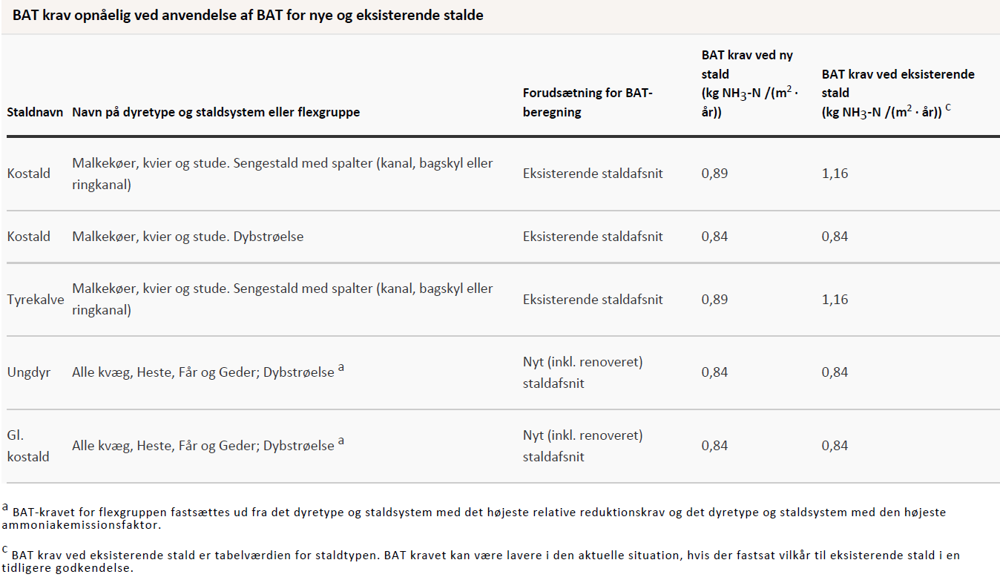 BAT krav opnåelig ved anvendelse af BAT for nye og eksisterende stalde
Staldnavn Navn på dyretype og staldsystem eller flexgruppe Forudsætning for BAT-beregning BAT krav ved ny stald (kg NH3-N /(m² · år)) BAT krav ved eksisterende stald (kg NH3-N /(m² · år)) c
Kostald Malkekøer, kvier og stude. Sengestald med spalter (kanal, bagskyl eller ringkanal) Eksisterende staldafsnit 0,89 1,16
Kostald Malkekøer, kvier og stude. Dybstrøelse Eksisterende staldafsnit 0,84 0,84
Tyrekalve Malkekøer, kvier og stude. Sengestald med spalter (kanal, bagskyl eller ringkanal) Eksisterende staldafsnit 0,89 1,16
Ungdyr Alle kvæg, Heste, Får og Geder; Dybstrøelse a Nyt (inkl. renoveret) staldafsnit 0,84 0,84
Gl. kostald Alle kvæg, Heste, Får og Geder; Dybstrøelse a Nyt (inkl. renoveret) staldafsnit 0,84 0,84
a BAT-kravet for flexgruppen fastsættes ud fra det dyretype og staldsystem med det højeste relative reduktionskrav og det dyretype og staldsystem med den højeste
ammoniakemissionsfaktor.
c BAT krav ved eksisterende stald er tabelværdien for staldtypen. BAT kravet kan være lavere i den aktuelle situation, hvis der fastsat vilkår til eksisterende stald i en
tidligere godkendelse.